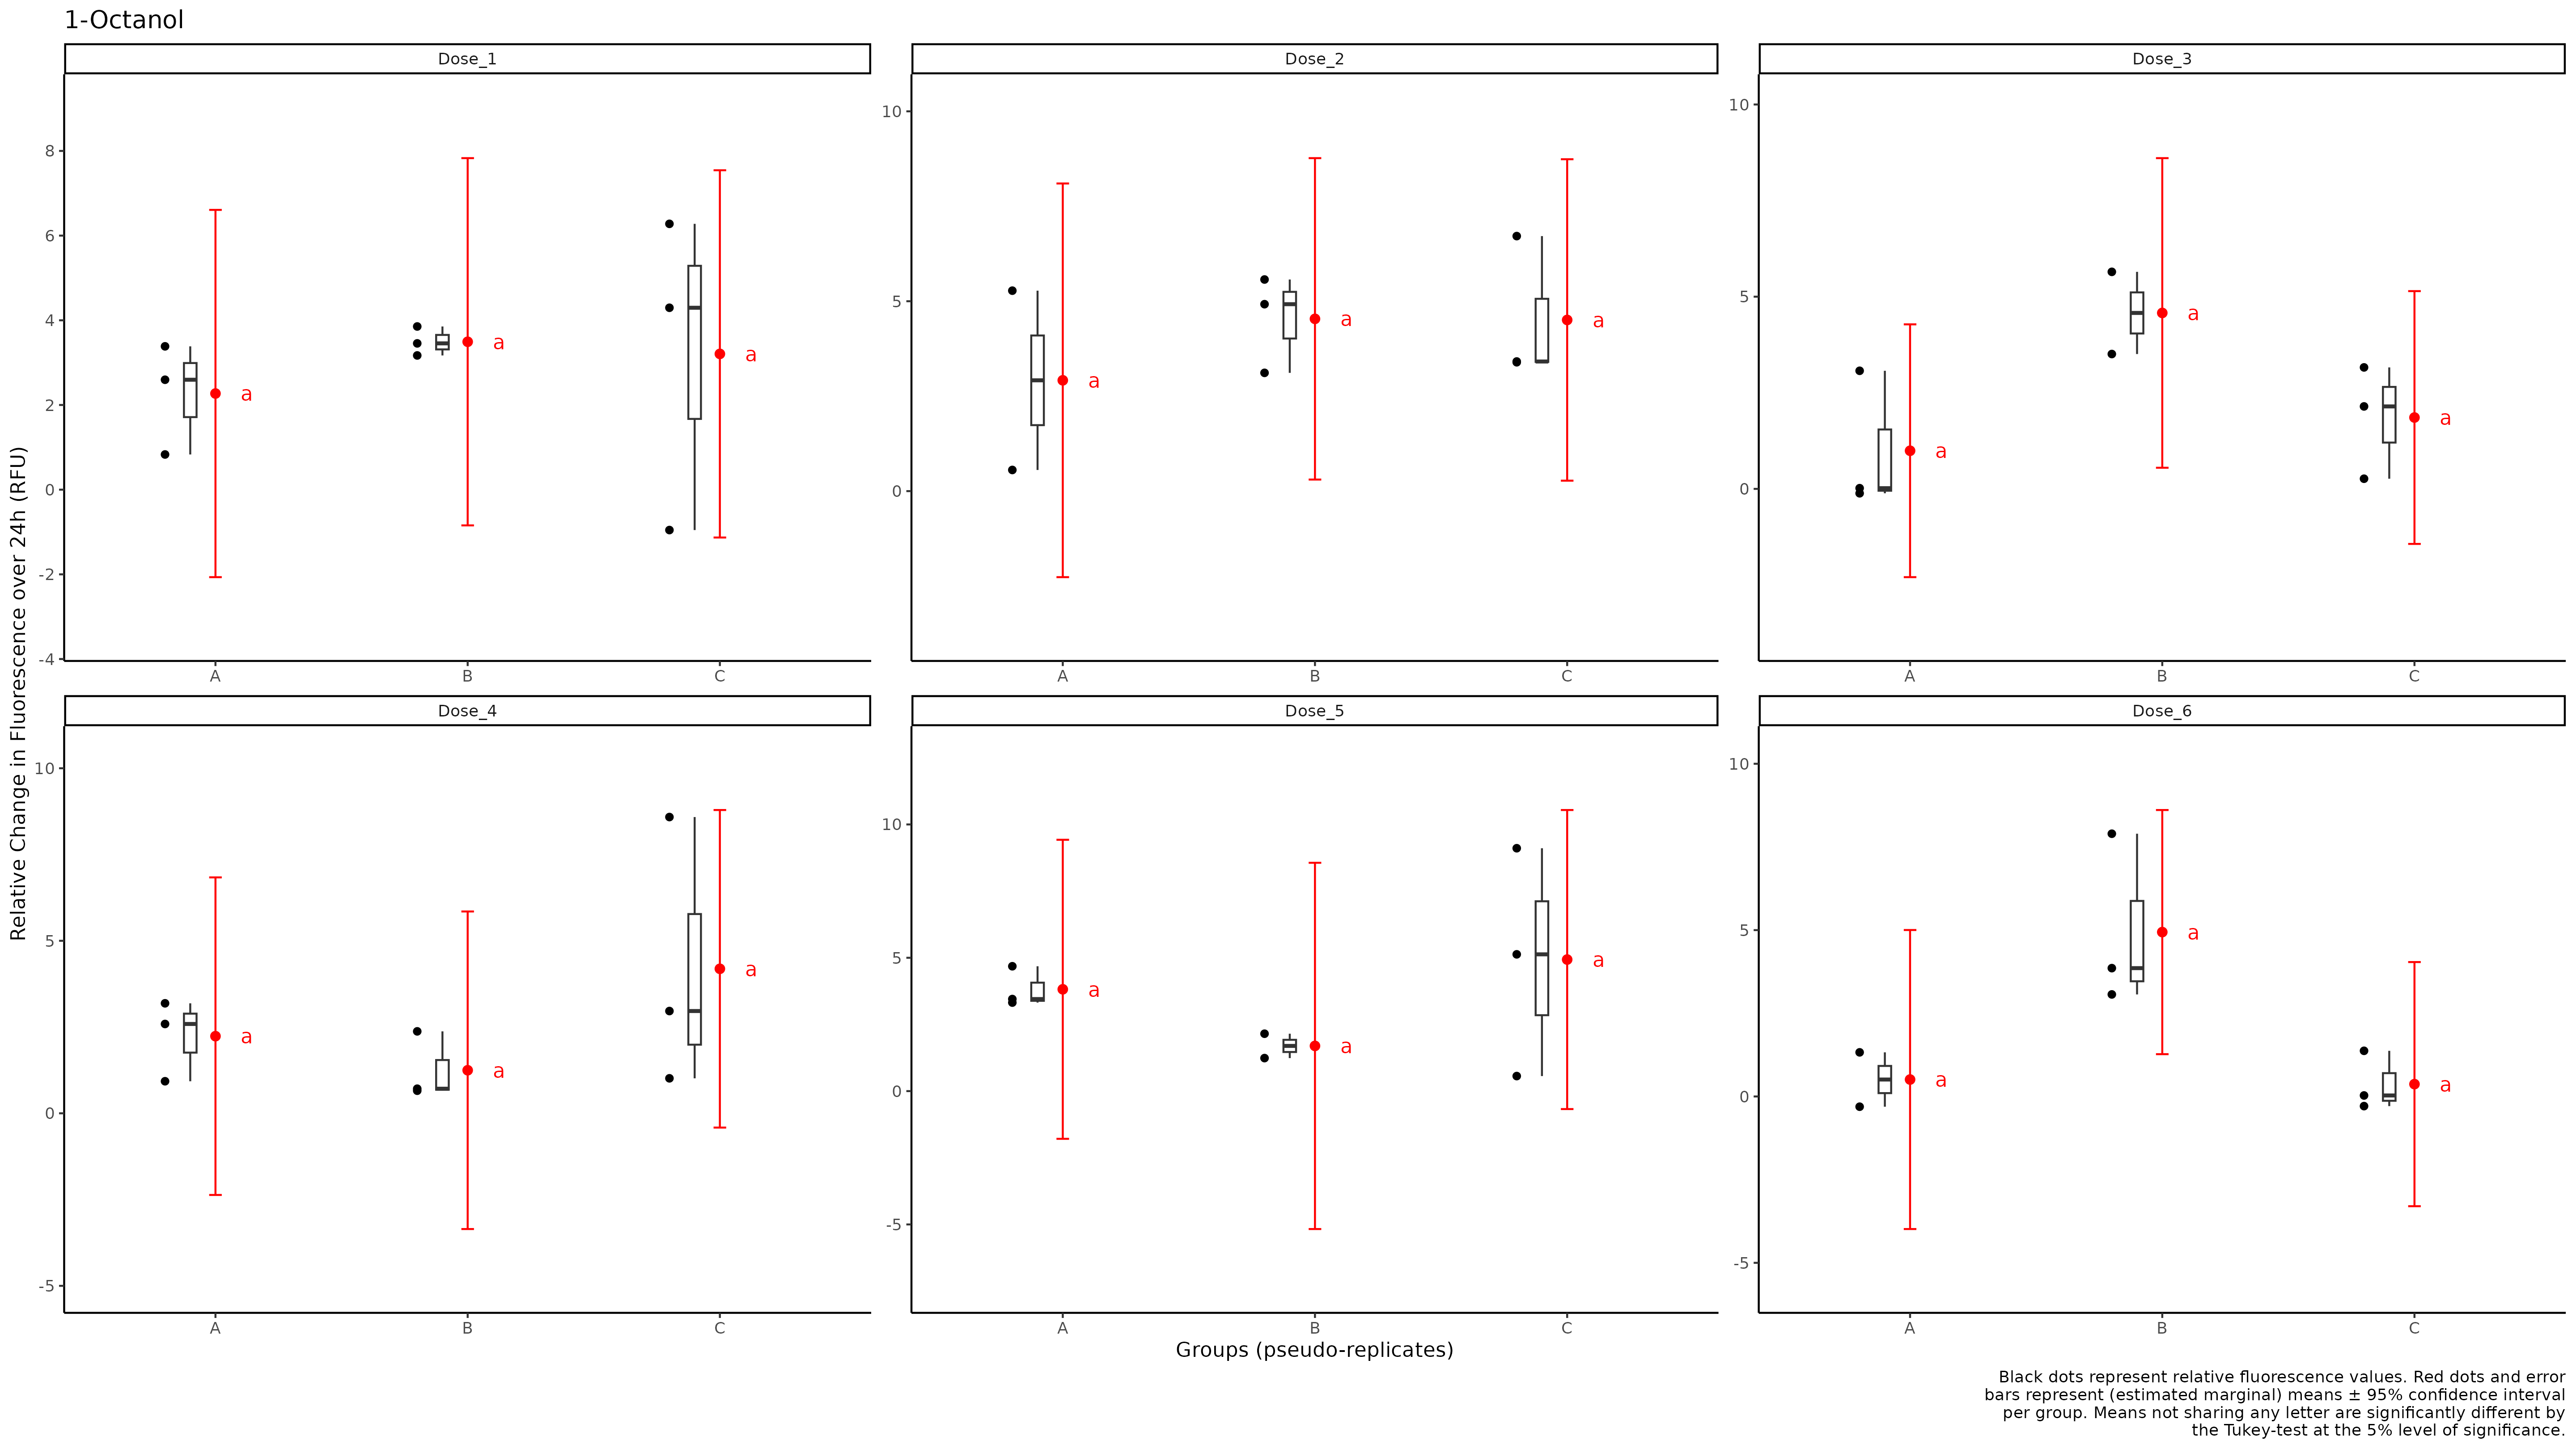 1-Octanol
Relative Change in Fluorescence over 24h (RFU)
Dose_1
8
6
4
2
0
-2
-4
a
a
a
A
B
C
Dose_2
10
5
0
a
a
a
A
B
C
Dose_3
10
5
0
a
a
a
A
B
C
Dose_4
10
5
0
-5
a
a
a
A
B
C
Dose_5
10
5
0
-5
a
a
a
A
B
C
Dose_6
10
5
0
-5
a
a
a
A
B
C
Groups (pseudo-replicates)
Black dots represent relative fluorescence values. Red dots and error
bars represent (estimated marginal) means ± 95% confidence interval
per group. Means not sharing any letter are significantly different by
the Tukey-test at the 5% level of significance.